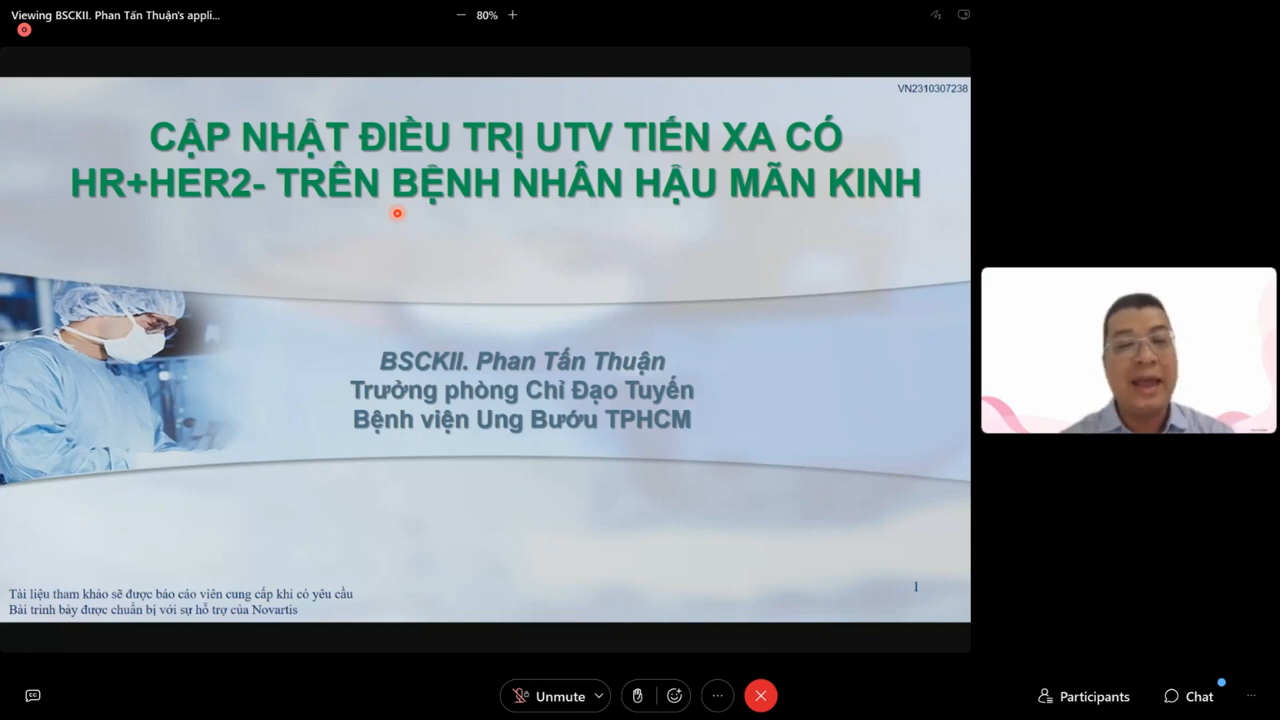 Viewing BSCKII. Phan Tấn Thuận's appli...
80%
VN2310307238
CẬP NHẬT ĐIỀU TRỊ UTV TIẾN XA CÓ
HR+HER2- TRÊN BỆNH NHÂN HẬU MÃN KINH
BSCKII. Phan Tấn Thuận
Trưởng phòng Chỉ Đạo Tuyến
Bệnh viện Ung Bướu TPHCM
Tài liệu tham khảo sẽ được báo cáo viên cung cấp khi có yêu cầu
Bài trình bày được chuẩn bị với sự hỗ trợ của Novartis
1
CC
Unmute
Participants
Chat